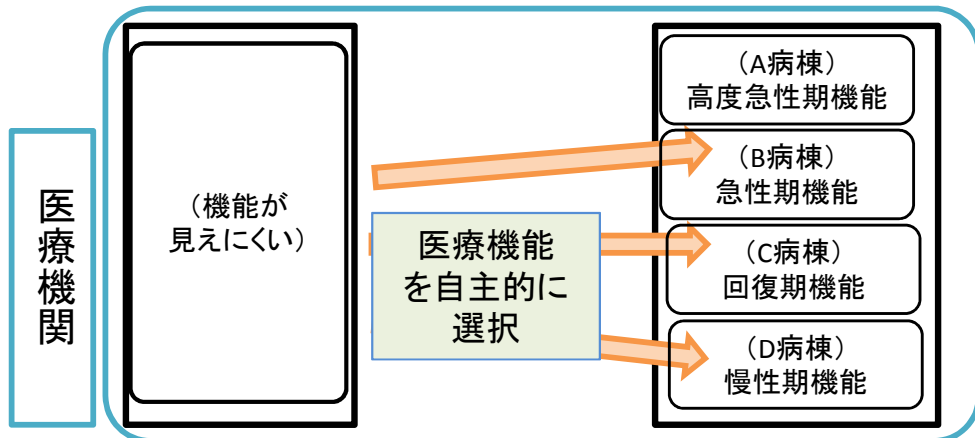 医療機関
（機能が
見えにくい）
医療機能
を自主的に
選択
（A病棟）
高度急性期機能
（B病棟）
急性期機能
（C病棟）
回復期機能
（D病棟）
慢性期機能